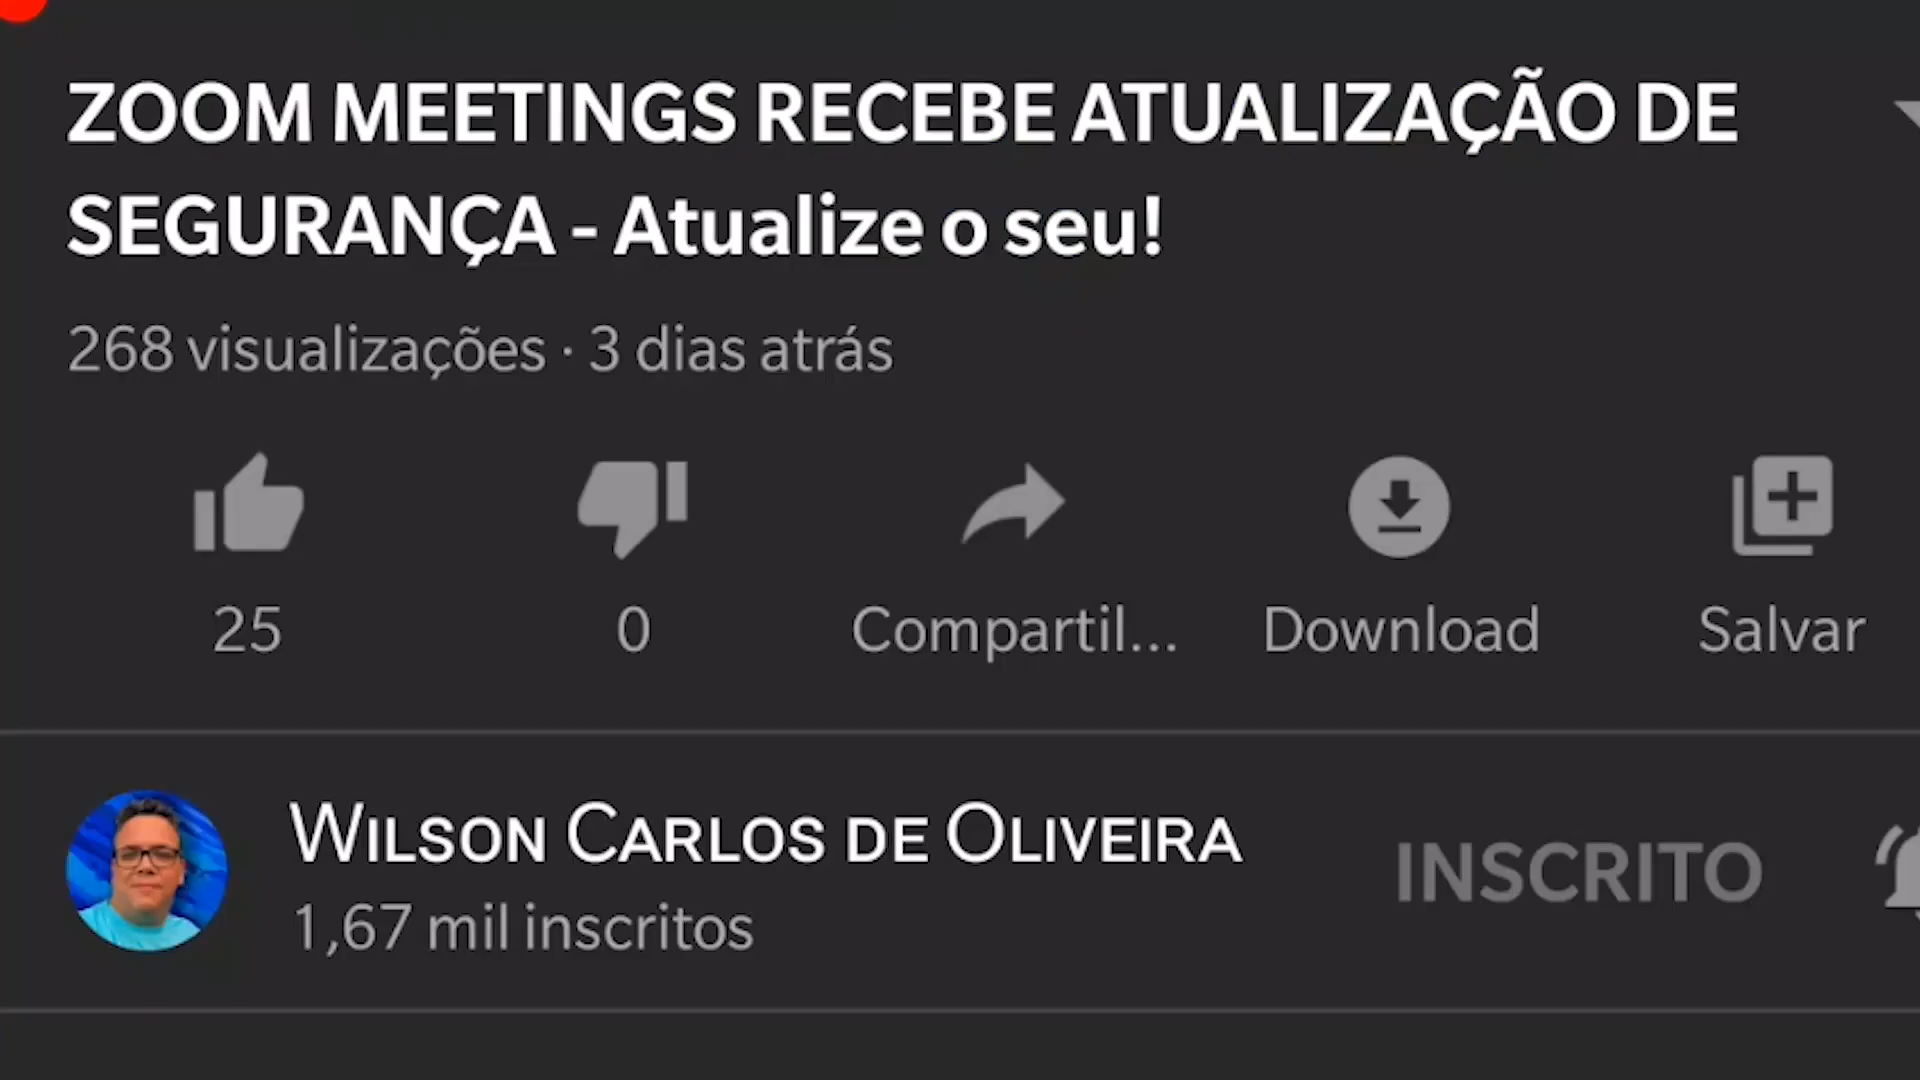 ZOOM MEETINGS RECEBE ATUALIZAÇÃO DE
SEGURANÇA - Atualize o seu!
268 visualizações · 3 dias atrás
25
0
Compartil...
Download
Salvar
WILSON CARLOS DE OLIVEIRA
INSCRITO
1,67 mil inscritos